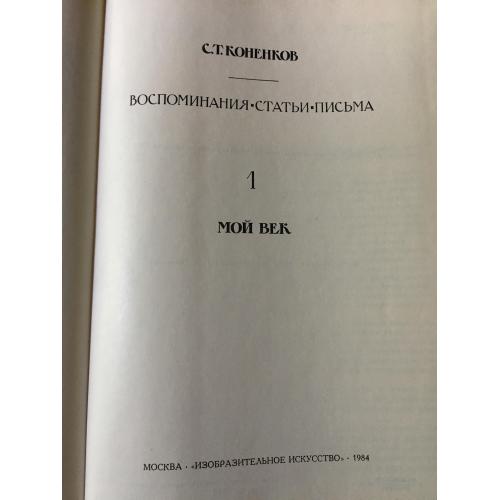 С.Т. КОНЕНКОВ
ВОСПОМИНАНИЯ•СТАТЬИ•ПИСЬМА
1
МОЙ ВЕК
МОСКВА · «ИЗОБРАЗИТЕЛЬНОЕ ИСКУССТВО» · 1984